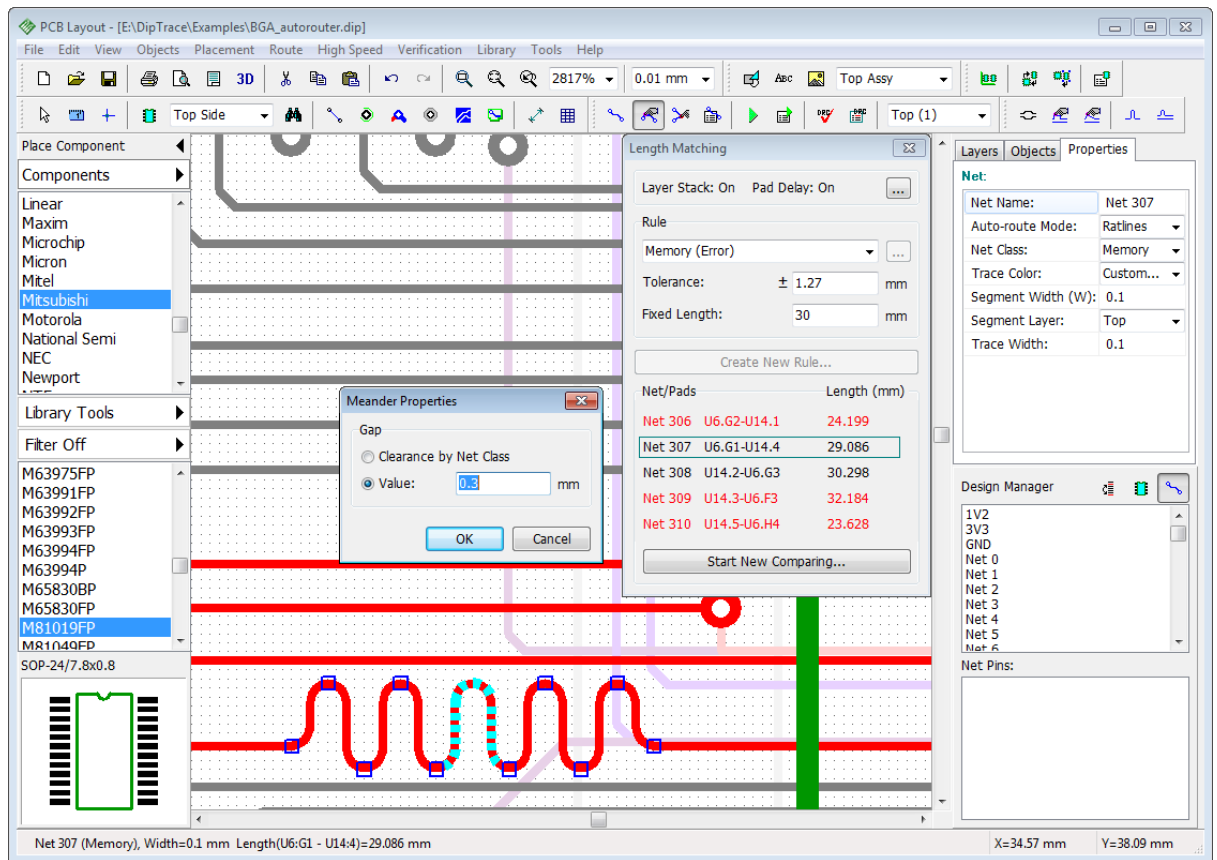 PCB Layout - [E:\DipTrace\Examples\BGA_autorouter.dip]
File Edit View Objects Placement Route High Speed Verification Library Tools Help
3D 2817% 0.01 mm ABC Top Assy
Top Side Top (1)
Place Component
Components
Linear
Maxim
Microchip
Micron
Mitel
Mitsubishi
Motorola
National Semi
NEC
Newport
Library Tools
Filter Off
M63975FP
M63991FP
M63992FP
M63993FP
M63994FP
M63994P
M65830BP
M65830FP
M81019FP
M81049FP
SOP-24/7.8x0.8
Meander Properties
Gap
Clearance by Net Class
Value: 0.3 mm
OK Cancel
Length Matching
Layer Stack: On Pad Delay: On ...
Rule
Memory (Error) ...
Tolerance: ± 1.27 mm
Fixed Length: 30 mm
Create New Rule...
Net/Pads Length (mm)
Net 306 U6.G2-U14.1 24.199
Net 307 U6.G1-U14.4 29.086
Net 308 U14.2-U6.G3 30.298
Net 309 U14.3-U6.F3 32.184
Net 310 U14.5-U6.H4 23.628
Start New Comparing...
Layers Objects Properties
Net:
Net Name: Net 307
Auto-route Mode: Ratlines
Net Class: Memory
Trace Color: Custom...
Segment Width (W): 0.1
Segment Layer: Top
Trace Width: 0.1
Design Manager
1V2
3V3
GND
Net 0
Net 1
Net 2
Net 3
Net 4
Net 5
Net 6
Net Pins:
Net 307 (Memory), Width=0.1 mm Length(U6:G1 - U14:4)=29.086 mm X=34.57 mm Y=38.09 mm